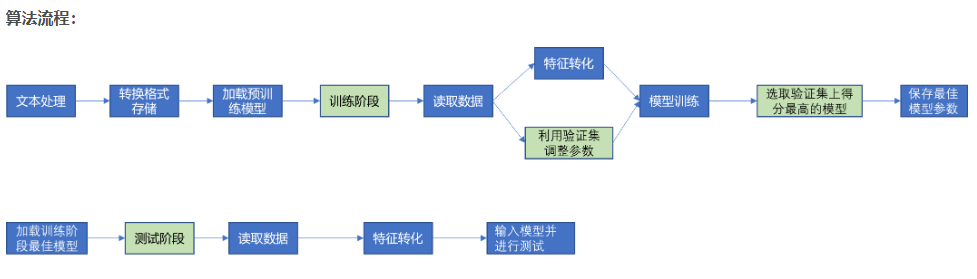 算法流程：
文本处理
转换格式
存储
加载预训
练模型
训练阶段
读取数据
特征转化
利用验证集
调整参数
模型训练
选取验证集上得
分最高的模型
保存最佳
模型参数
加载训练阶
段最佳模型
测试阶段
读取数据
特征转化
输入模型并
进行测试